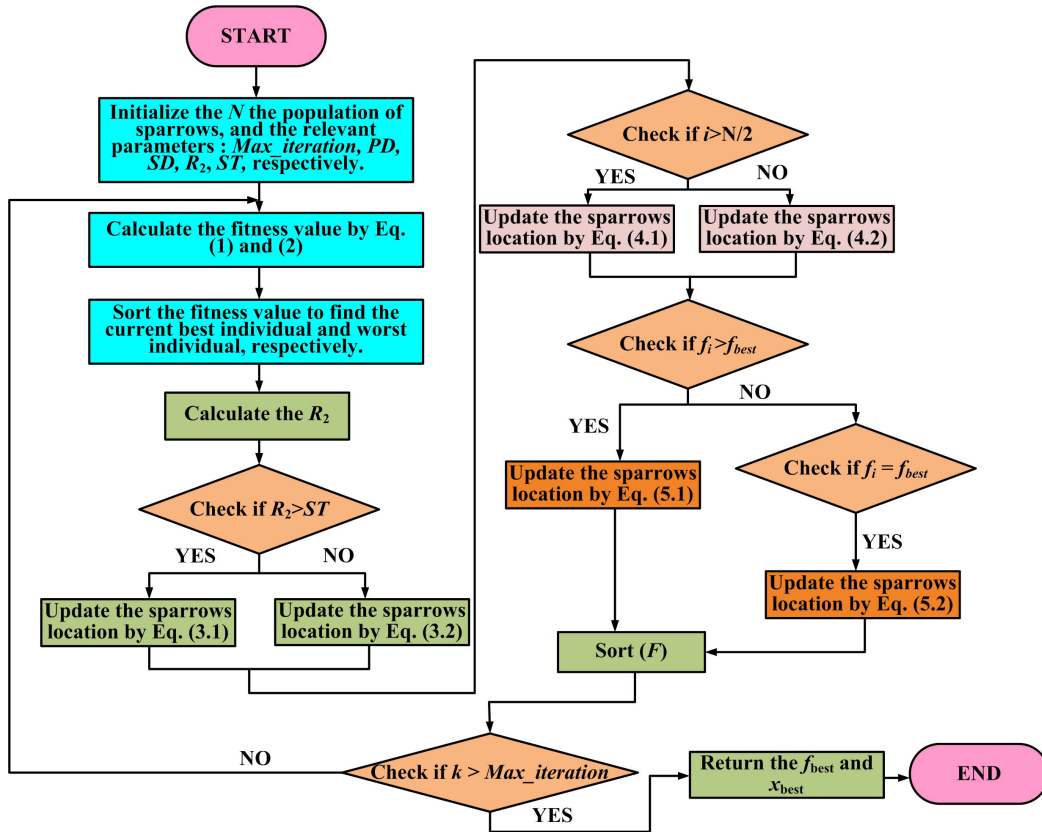 START
Initialize the N the population of
sparrows, and the relevant
parameters : Max_iteration, PD,
SD, R₂, ST, respectively.
Calculate the fitness value by Eq.
(1) and (2)
Sort the fitness value to find the
current best individual and worst
individual, respectively.
Calculate the R₂
Check if R₂>ST
YES
NO
Update the sparrows
location by Eq. (3.1)
Update the sparrows
location by Eq. (3.2)
Check if i>N/2
YES
NO
Update the sparrows
location by Eq. (4.1)
Update the sparrows
location by Eq. (4.2)
Check if fi>fbest
YES
NO
Update the sparrows
location by Eq. (5.1)
Check if fi = fbest
YES
Update the sparrows
location by Eq. (5.2)
Sort (F)
Check if k > Max_iteration
NO
YES
Return the fbest and
xbest
END